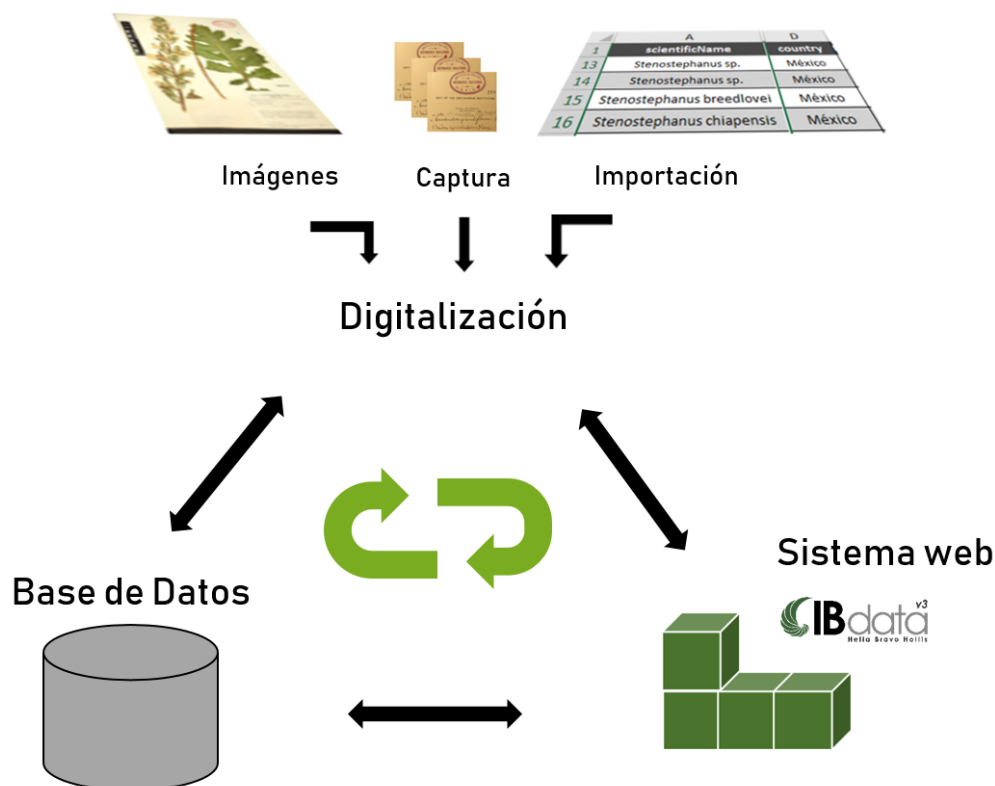 A D
1 scientificName country
13 Stenostephanus sp. México
14 Stenostephanus sp. México
15 Stenostephanus breedlovei México
16 Stenostephanus chiapensis México
Imágenes Captura Importación
Digitalización
Sistema web
Base de Datos
IBdata v3
Helia Bravo Hollis